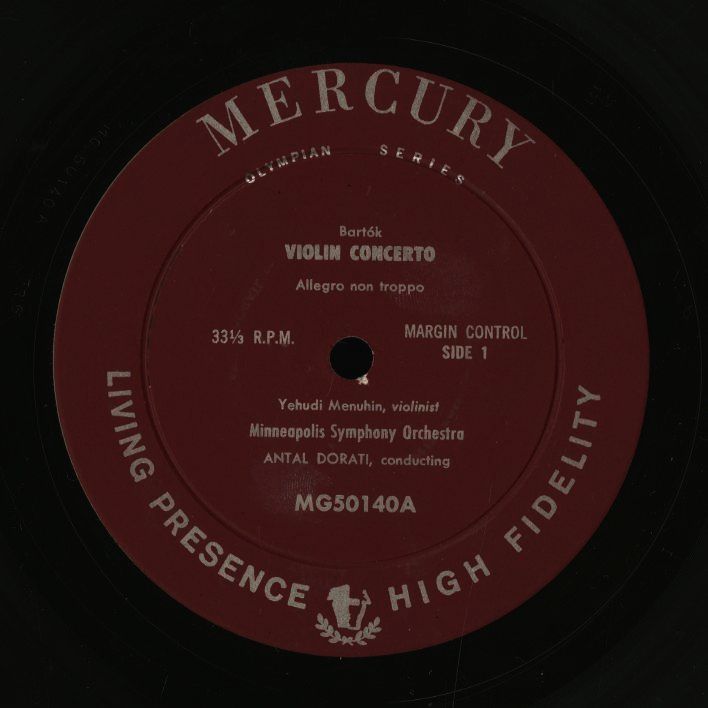 MERCURY
OLYMPIAN SERIES
Bartók
VIOLIN CONCERTO
Allegro non troppo
33⅓ R.P.M.
MARGIN CONTROL
SIDE 1
Yehudi Menuhin, violinist
Minneapolis Symphony Orchestra
ANTAL DORATI, conducting
MG50140A
LIVING PRESENCE HIGH FIDELITY